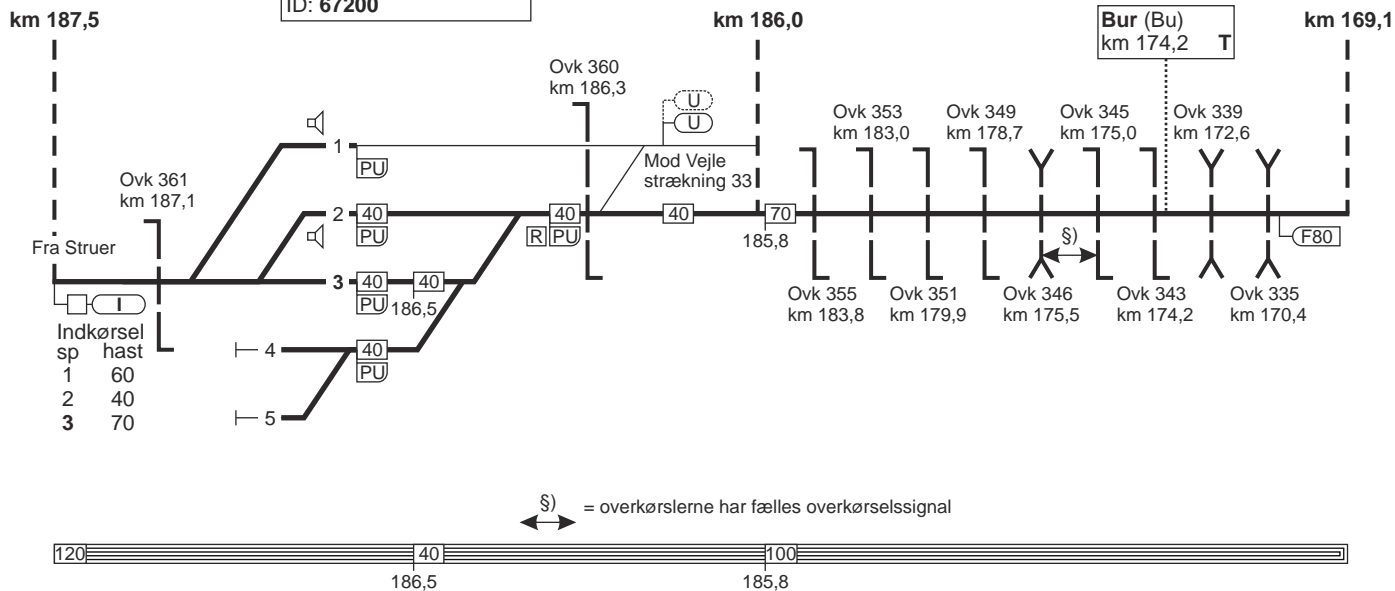 ID: 67200
km 187,5
km 186,0
km 169,1
Bur (Bu)
km 174,2 T
Ovk 360
km 186,3
U
U
Ovk 353
km 183,0
Ovk 349
km 178,7
Ovk 345
km 175,0
Ovk 339
km 172,6
1
PU
Mod Vejle
strækning 33
Ovk 361
km 187,1
2
40
PU
40
R
PU
40
70
185,8
Fra Struer
§)
F80
3
40
PU
40
186,5
I
Ovk 355
km 183,8
Ovk 351
km 179,9
Ovk 346
km 175,5
Ovk 343
km 174,2
Ovk 335
km 170,4
Indkørsel
sp hast
1 60
2 40
3 70
4
40
PU
5
§) = overkørslerne har fælles overkørselssignal
120
40
100
186,5
185,8